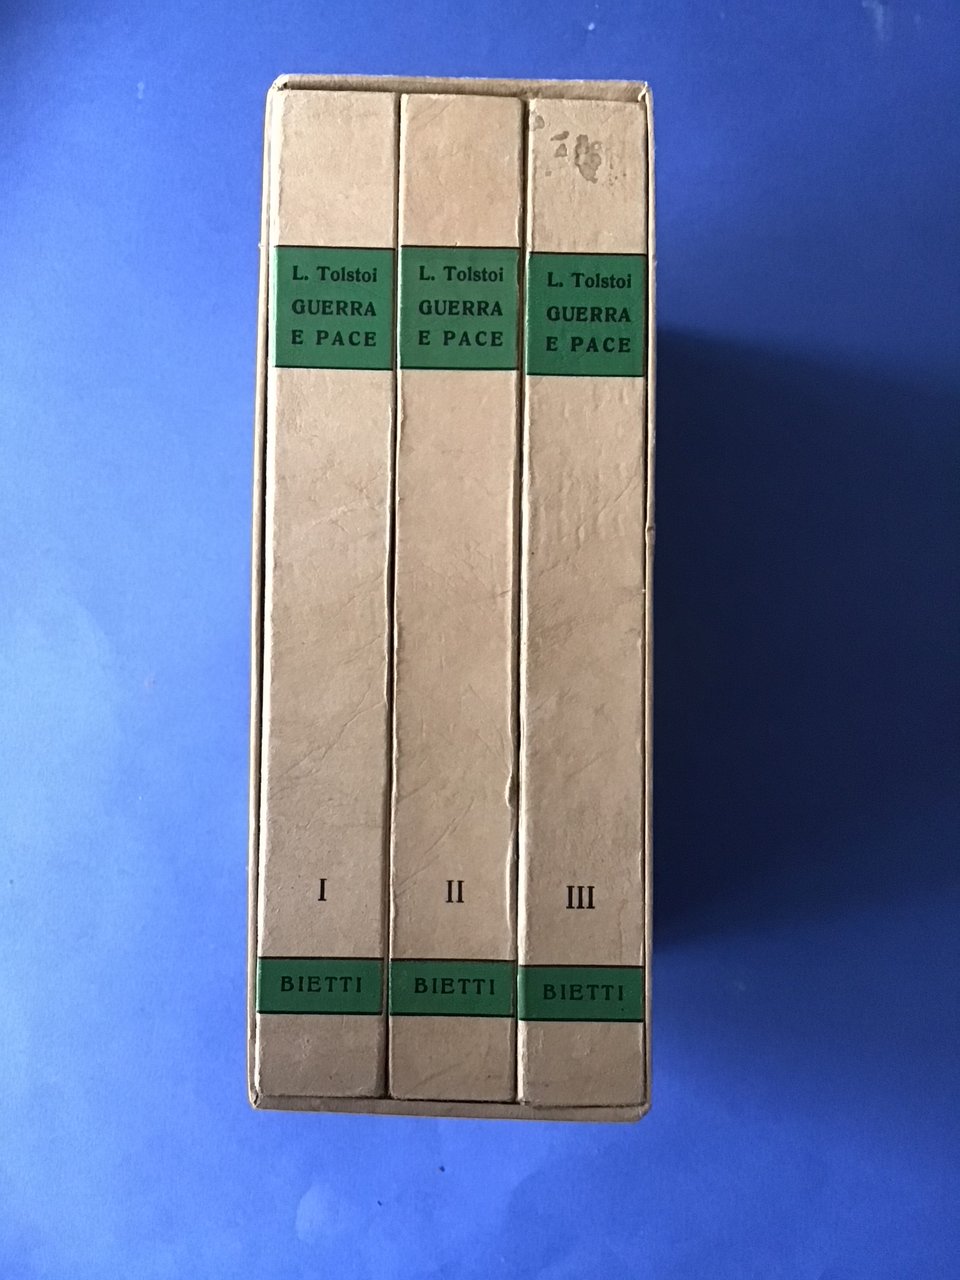 L. Tolstoi
GUERRA
E PACE
I
BIETTI
L. Tolstoi
GUERRA
E PACE
II
BIETTI
L. Tolstoi
GUERRA
E PACE
III
BIETTI